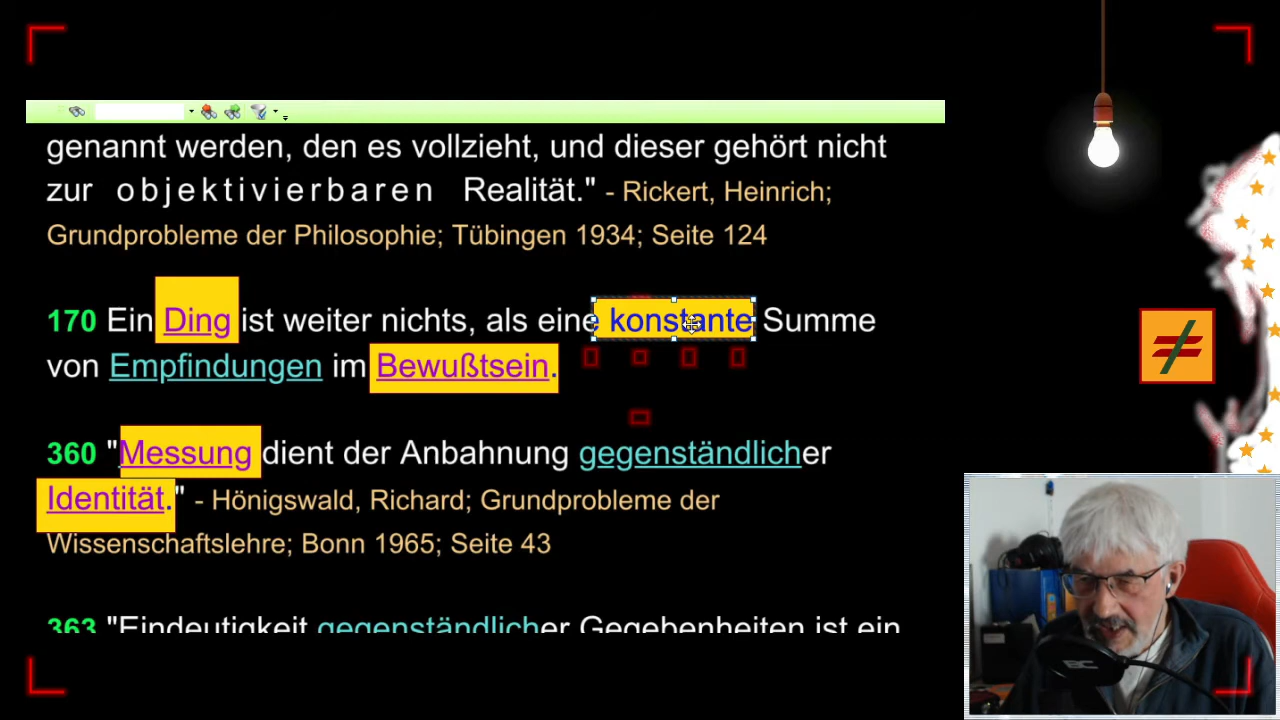 genannt werden, den es vollzieht, und dieser gehört nicht
zur objektivierbaren Realität." - Rickert, Heinrich;
Grundprobleme der Philosophie; Tübingen 1934; Seite 124
170 Ein Ding ist weiter nichts, als eine konstante Summe
von Empfindungen im Bewußtsein.
360 "Messung dient der Anbahnung gegenständlicher
Identität." - Hönigswald, Richard; Grundprobleme der
Wissenschaftslehre; Bonn 1965; Seite 43
363 "Eindeutigkeit gegenständlicher Gegebenheiten ist ein
≠